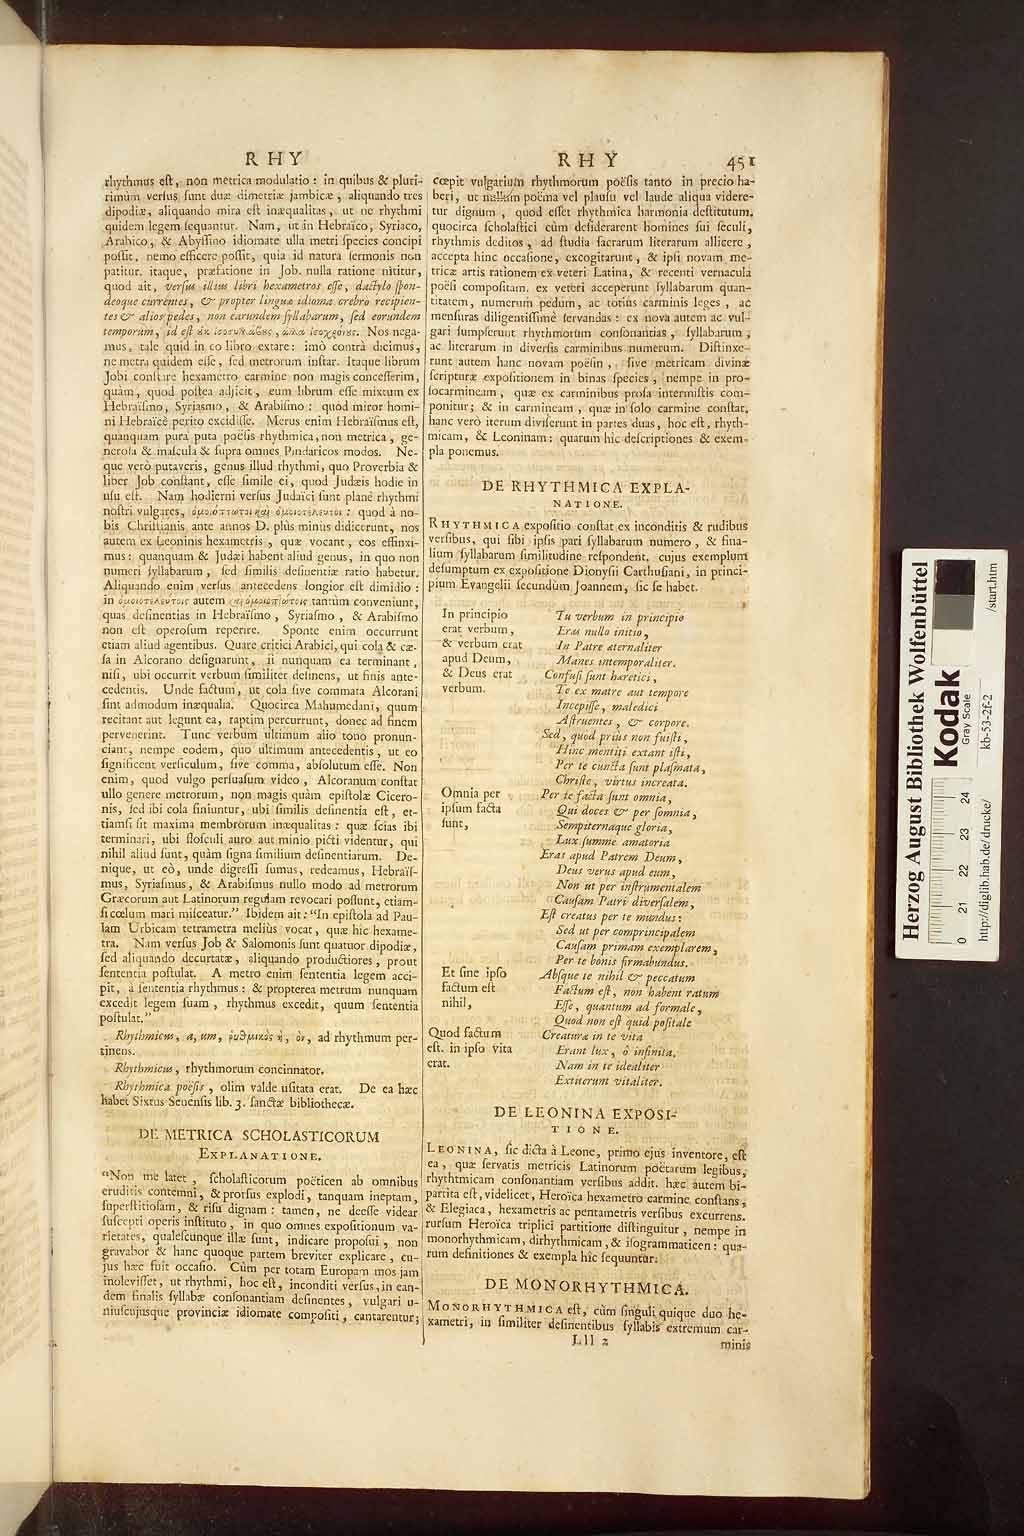 RHY
rhythmus eſt, non metrica modulatio: in quibus & pluri-
rimùm verſus ſunt duæ dimetriæ jambicæ, aliquando tres
dipodiæ, aliquando mira eſt inæqualitas, ut ne rhythmi
quidem legem ſequantur. Nam, ut in Hebraïco, Syriaco,
Arabico, & Abyſſino idiomate ulla metri ſpecies concipi
poſſit, nemo efficere poſſit, quia id natura ſermonis non
patitur. itaque, præfatione in Job. nulla ratione nititur,
quod ait, verſus illius libri hexametros eſſe, dactylo ſpon-
deoque currentes, & propter linguæ idioma crebro recipien-
tes & alios pedes, non earundem ſyllabarum, ſed eorundem
temporum, id eſt ἐκ ἰσοσυλλάβȣς, ἀλλὰ ἰσοχρόνȣς. Nos nega-
mus, tale quid in eo libro extare: imò contrà dicimus,
ne metra quidem eſſe, ſed metrorum inſtar. Itaque librum
Jobi conſtare hexametro carmine non magis conceſſerim,
quàm, quod poſtea adjicit, eum librum eſſe mixtum ex
Hebraïſmo, Syriaſmo, & Arabiſmo: quod miror homi-
ni Hebraïcè perito excidiſſe. Merus enim Hebraïſmus eſt,
quanquam pura puta poëſis rhythmica, non metrica, ge-
neroſa & maſcula & ſupra omnes Pindaricos modos. Ne-
que verò putaveris, genus illud rhythmi, quo Proverbia &
liber Job conſtant, eſſe ſimile ei, quod Judæis hodie in
uſu eſt. Nam hodierni verſus Judaïci ſunt planè rhythmi
noſtri vulgares, ὁμοιόπτωτοι καὶ ὁμοιοτέλευτοι: quod à no-
bis Chriſtianis ante annos D. plùs minùs didicerunt, nos
autem ex Leoninis hexametris, quæ vocant, eos effinxi-
mus: quanquam & Judæi habent aliud genus, in quo non
numeri ſyllabarum, ſed ſimilis deſinentiæ ratio habetur.
Aliquando enim verſus antecedens longior eſt dimidio:
in ὁμοιοτελεύτοις autem καὶ ὁμοιοπτώτοις tantùm conveniunt,
quas deſinentias in Hebraïſmo, Syriaſmo, & Arabiſmo
non eſt operoſum reperire. Sponte enim occurrunt
etiam aliud agentibus. Quare critici Arabici, qui cola & cæ-
ſa in Alcorano deſignarunt, ii nunquam ea terminant,
niſi, ubi occurrit verbum ſimiliter deſinens, ut finis ante-
cedentis. Unde factum, ut cola ſive commata Alcorani
ſint admodum inæqualia. Quocirca Mahumedani, quum
recitant aut legunt ea, raptim percurrunt, donec ad finem
pervenerint. Tunc verbum ultimum alio tono pronun-
ciant, nempe eodem, quo ultimum antecedentis, ut eo
ſignificent verſiculum, ſive comma, abſolutum eſſe. Non
enim, quod vulgo perſuaſum video, Alcoranum conſtat
ullo genere metrorum, non magis quàm epiſtolæ Cicero-
nis, ſed ibi cola finiuntur, ubi ſimilis deſinentia eſt, et-
tiamſi ſit maxima membrorum inæqualitas: quæ ſcias ibi
terminari, ubi floſculi auro aut minio picti videntur, qui
nihil aliud ſunt, quàm ſigna ſimilium deſinentiarum. De-
nique, ut eò, unde digreſſi ſumus, redeamus, Hebraïſ-
mus, Syriaſmus, & Arabiſmus nullo modo ad metrorum
Græcorum aut Latinorum regulam revocari poſſunt, etiam-
ſi cœlum mari miſceatur.” Ibidem ait: “In epiſtola ad Pau-
lam Urbicam tetrametra meliùs vocat, quæ hic hexame-
tra. Nam verſus Job & Salomonis ſunt quatuor dipodiæ,
ſed aliquando decurtatæ, aliquando productiores, prout
ſententia poſtulat. A metro enim ſententia legem acci-
pit, à ſententia rhythmus: & propterea metrum nunquam
excedit legem ſuam, rhythmus excedit, quum ſententia
poſtulat.”
Rhythmicus, a, um, ῥυθμικὸς ἡ, ὸν, ad rhythmum per-
tinens.
Rhythmicus, rhythmorum concinnator.
Rhythmica poëſis, olim valde uſitata erat. De ea hæc
habet Sixtus Senenſis lib. 3. ſanctæ bibliothecæ.
DE METRICA SCHOLASTICORUM
EXPLANATIONE.
“Non me latet, ſcholaſticorum poëticen ab omnibus
eruditis contemni, & prorſus explodi, tanquam ineptam,
ſuperſtitioſam, & riſu dignam: tamen, ne deeſſe videar
ſuſcepti operis inſtituto, in quo omnes expoſitionum va-
rietates, qualeſcunque illæ ſunt, indicare propoſui, non
gravabor & hanc quoque partem breviter explicare, cu-
jus hæc fuit occaſio. Cùm per totam Europam mos jam
inoleviſſet, ut rhythmi, hoc eſt, inconditi verſus, in ean-
dem finalis ſyllabæ conſonantiam deſinentes, vulgari u-
niuſcujusque provinciæ idiomate compoſiti, cantarentur;
RHY 451
cœpit vulgarium rhythmorum poëſis tanto in precio ha-
beri, ut nullum poëma vel plauſu vel laude aliqua videre-
tur dignum, quod eſſet rhythmica harmonia deſtitutum.
quocirca ſcholaſtici cùm deſiderarent homines ſui ſeculi,
rhythmis deditos, ad ſtudia ſacrarum literarum allicere,
accepta hinc occaſione, excogitarunt, & ipſi novam me-
tricæ artis rationem ex veteri Latina, & recenti vernacula
poëſi compoſitam. ex veteri acceperunt ſyllabarum quan-
titatem, numerum pedum, ac totius carminis leges, ac
menſuras diligentiſſimè ſervandas: ex nova autem ac vul-
gari ſumpſerunt rhythmorum conſonantias, ſyllabarum,
ac literarum in diverſis carminibus numerum. Diſtinxe-
runt autem hanc novam poëſin, ſive metricam divinæ
ſcripturæ expoſitionem in binas ſpecies, nempe in pro-
ſocarmineam, quæ ex carminibus proſa intermiſtis com-
ponitur; & in carmineam, quæ in ſolo carmine conſtat.
hanc verò iterum diviſerunt in partes duas, hoc eſt, rhyth-
micam, & Leoninam: quarum hic deſcriptiones & exem-
pla ponemus.
DE RHYTHMICA EXPLA-
NATIONE.
RHYTHMICA expoſitio conſtat ex inconditis & rudibus
verſibus, qui ſibi ipſis pari ſyllabarum numero, & fina-
lium ſyllabarum ſimilitudine reſpondent. cujus exemplum
deſumptum ex expoſitione Dionyſii Carthuſiani, in princi-
pium Evangelii ſecundùm Joannem, ſic ſe habet.
In principio Tu verbum in principio
erat verbum, Eras nullo initio,
& verbum erat In Patre æternaliter
apud Deum, Manes intemporaliter.
& Deus erat Confuſi ſunt hæretici,
verbum. Te ex matre aut tempore
Incepiſſe, maledici
Aſtruentes, & corpore.
Sed, quod prius non fuiſti,
Hinc mentiti extant iſti,
Per te cuncta ſunt plaſmata,
Chriſte, virtus increata.
Omnia per Per te facta ſunt omnia,
ipſum facta Qui doces & per ſomnia,
ſunt, Sempiternaque gloria,
Lux ſumme amatoria
Eras apud Patrem Deum,
Deus verus apud eum,
Non ut per inſtrumentalem
Cauſam Patri diverſalem,
Eſt creatus per te mundus:
Sed ut per comprincipalem
Cauſam primam exemplarem,
Per te bonis firmabundus.
Et ſine ipſo Abſque te nihil & peccatum
factum eſt Factum eſt, non habent ratum
nihil, Eſſe, quantum ad formale,
Quod non eſt quid poſitale
Quod factum Creaturæ in te vita
eſt. in ipſo vita Erant lux, ô infinita.
erat. Nam in te idealiter
Extuerunt vitaliter.
DE LEONINA EXPOSI-
TIONE.
LEONINA, ſic dicta à Leone, primo ejus inventore, eſt
ea, quæ ſervatis metricis Latinorum poëtarum legibus,
rhythmicam conſonantiam verſibus addit. hæc autem bi-
partita eſt, videlicet, Heroïca hexametro carmine conſtans,
& Elegiaca, hexametris ac pentametris verſibus excurrens.
rurſum Heroïca triplici partitione diſtinguitur, nempe in
monorhythmicam, dirhythmicam, & iſogrammaticen: qua-
rum definitiones & exempla hîc ſequuntur.
DE MONORHYTHMICA.
MONORHYTHMICA eſt, cùm ſinguli quique duo he-
xametri, in ſimiliter deſinentibus ſyllabis extremum car-
Lll 2 minis
Herzog August Bibliothek Wolfenbüttel
Kodak
Gray Scale
0 21 22 23 24
http://diglib.hab.de/drucke/ kb-53-2f-2 /start.htm